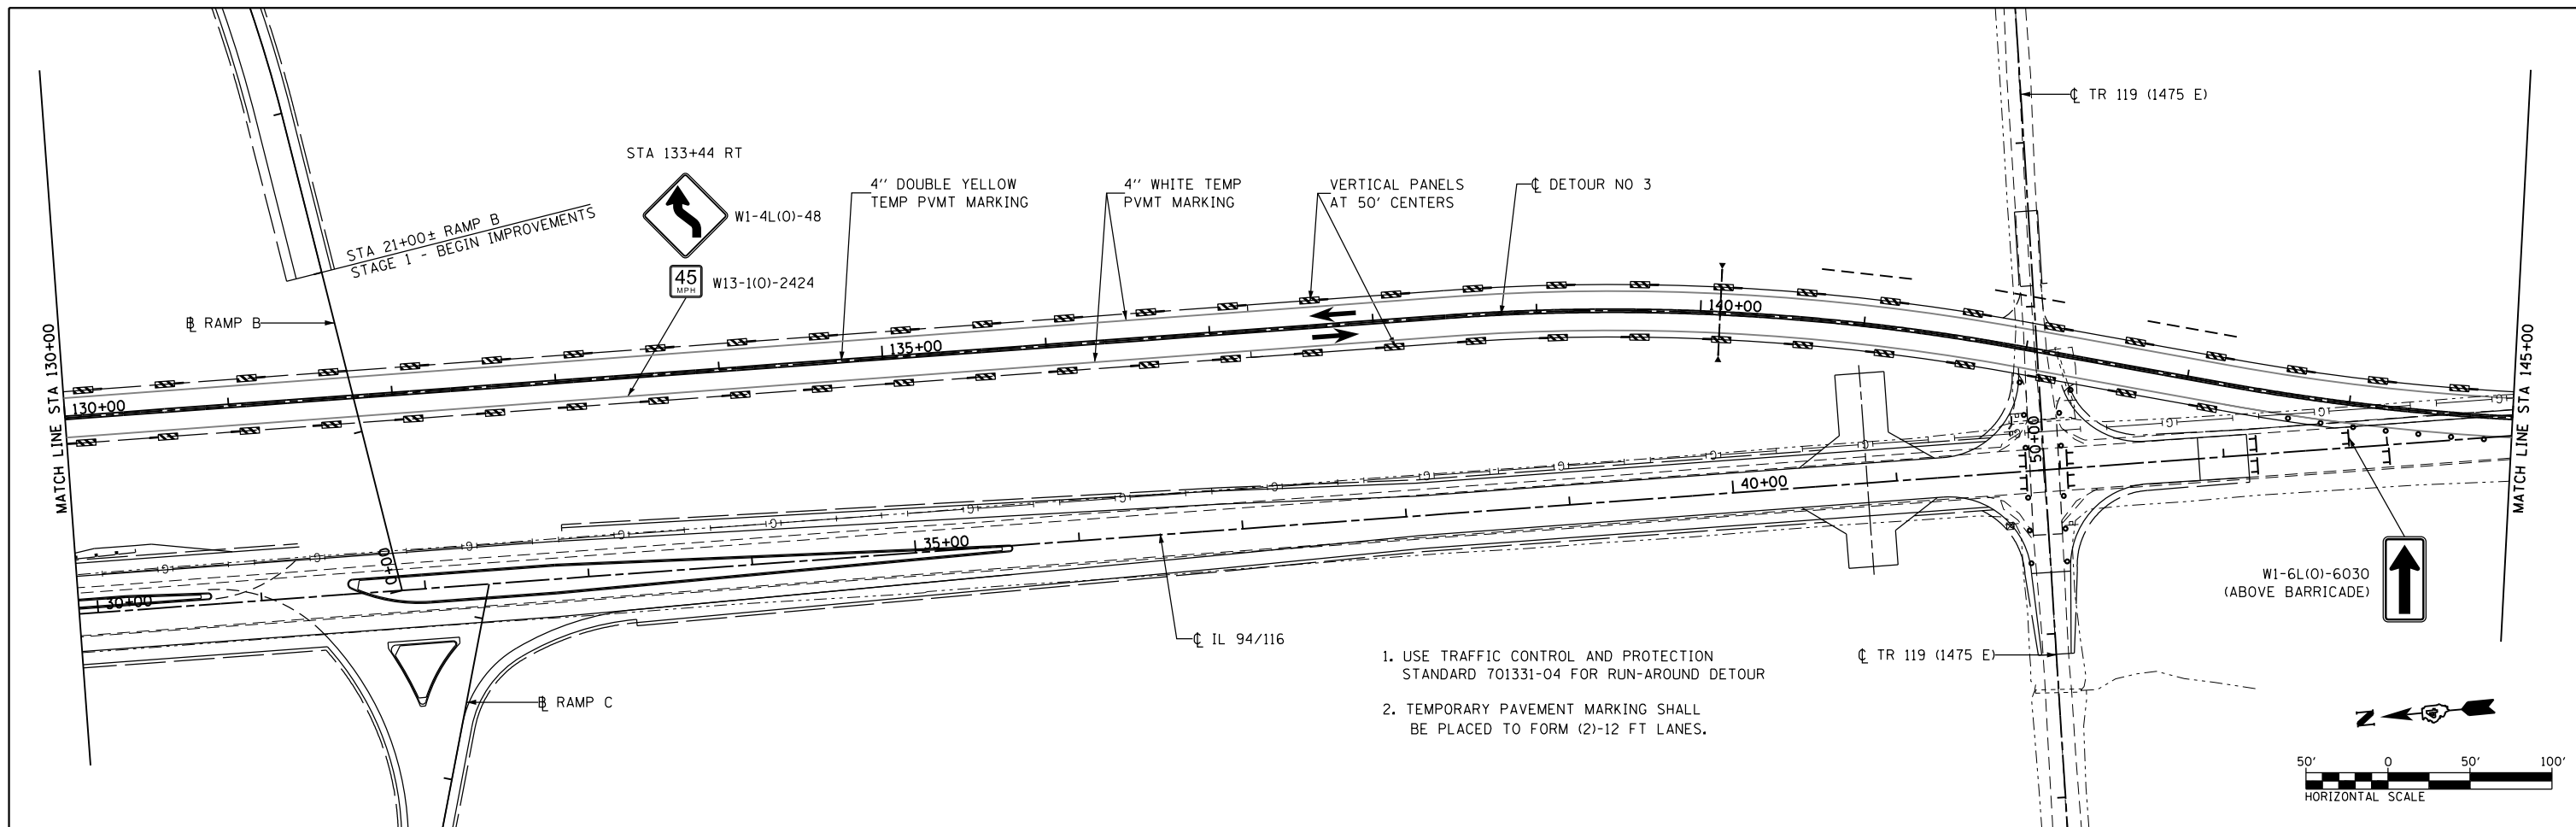 MATCH LINE STA 130+00
STA 21+00± RAMP B
STAGE 1 - BEGIN IMPROVEMENTS
℄ RAMP B
STA 133+44 RT
W1-4L(O)-48
45
MPH
W13-1(O)-2424
4'' DOUBLE YELLOW
TEMP PVMT MARKING
4'' WHITE TEMP
PVMT MARKING
VERTICAL PANELS
AT 50' CENTERS
℄ DETOUR NO 3
℄ TR 119 (1475 E)
130+00
135+00
140+00
MATCH LINE STA 145+00
0+00
30+00
35+00
40+00
50+00
G G G G G G G G G G G G G G
℄ RAMP C
℄ IL 94/116
1. USE TRAFFIC CONTROL AND PROTECTION
STANDARD 701331-04 FOR RUN-AROUND DETOUR
2. TEMPORARY PAVEMENT MARKING SHALL
BE PLACED TO FORM (2)-12 FT LANES.
℄ TR 119 (1475 E)
W1-6L(O)-6030
(ABOVE BARRICADE)
N
50' 0 50' 100'
HORIZONTAL SCALE